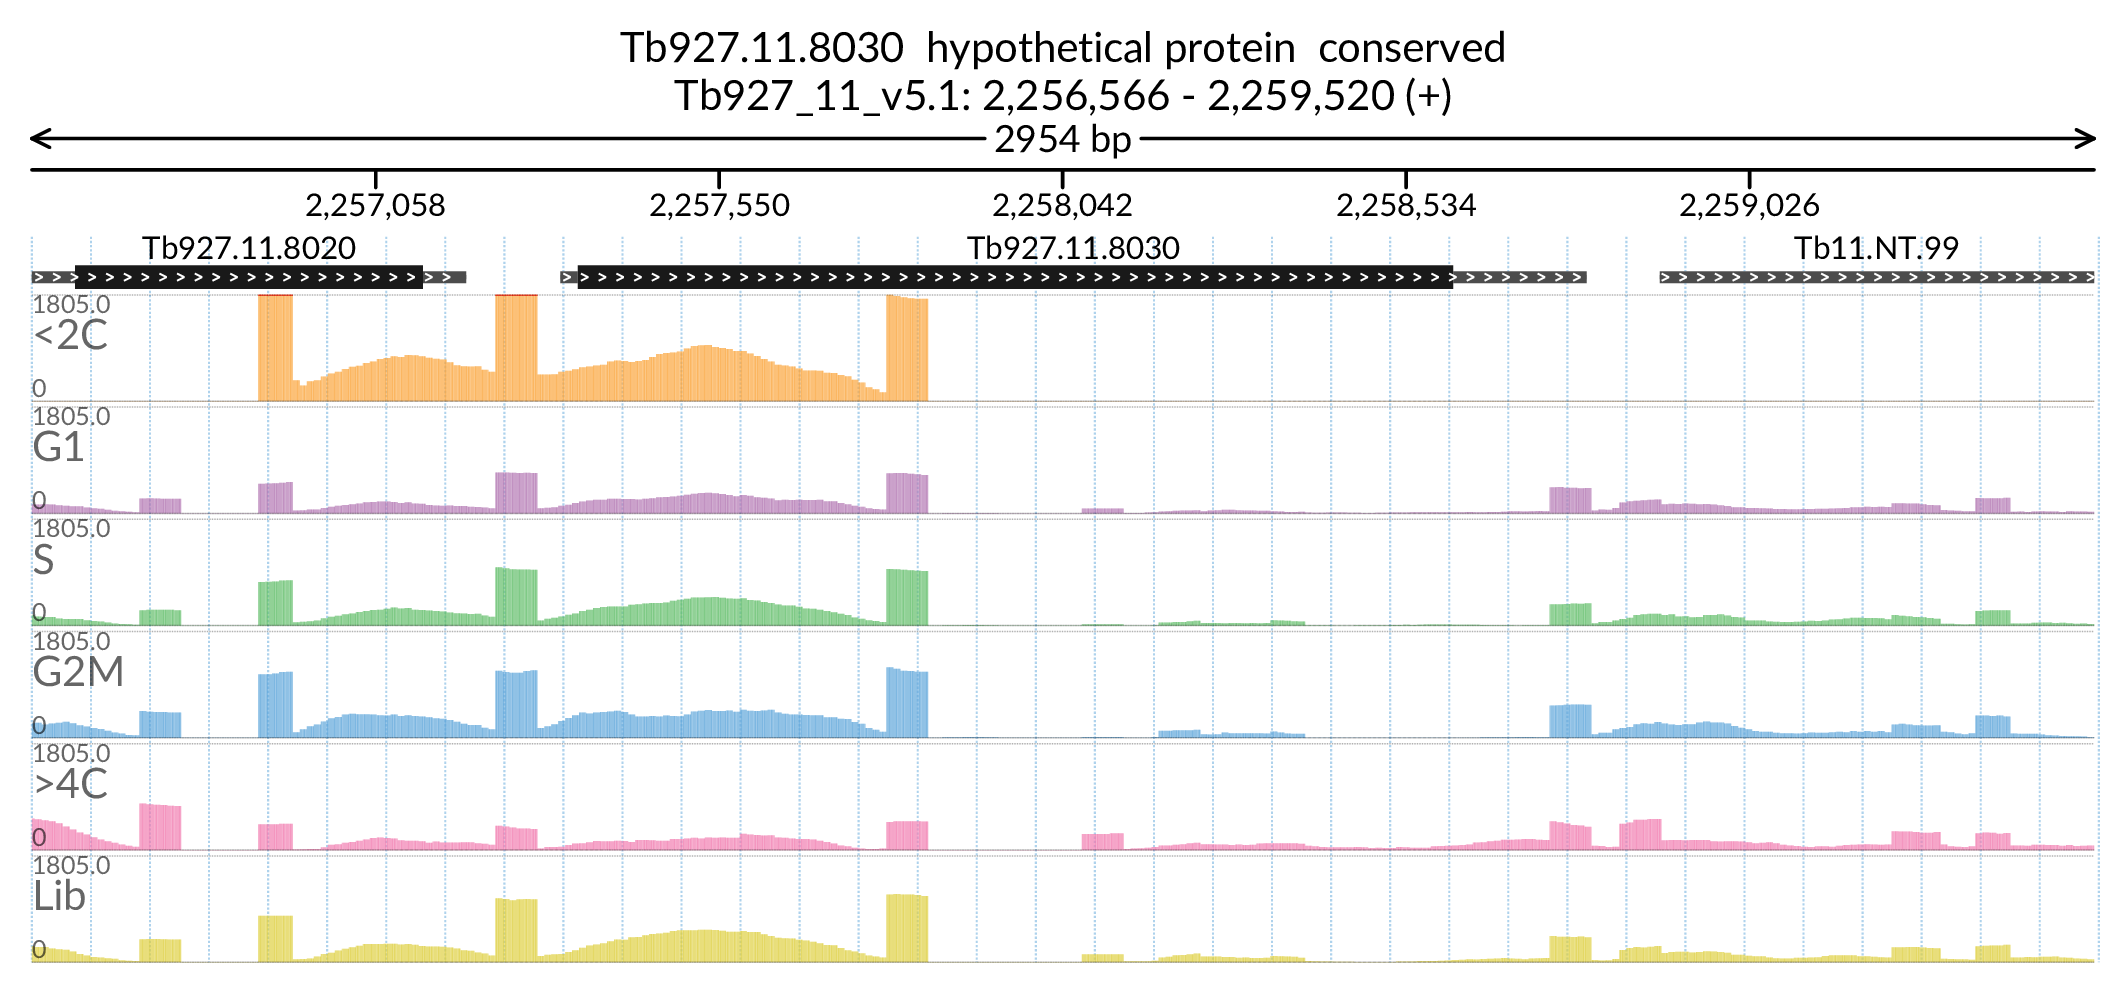 Tb927.11.8030  hypothetical protein  conserved
Tb927_11_v5.1: 2,256,566 - 2,259,520 (+)
2954 bp
2,257,058 2,257,550 2,258,042 2,258,534 2,259,026
Tb927.11.8020 Tb927.11.8030 Tb11.NT.99
1805.0
<2C
0
1805.0
G1
0
1805.0
S
0
1805.0
G2M
0
1805.0
>4C
0
1805.0
Lib
0